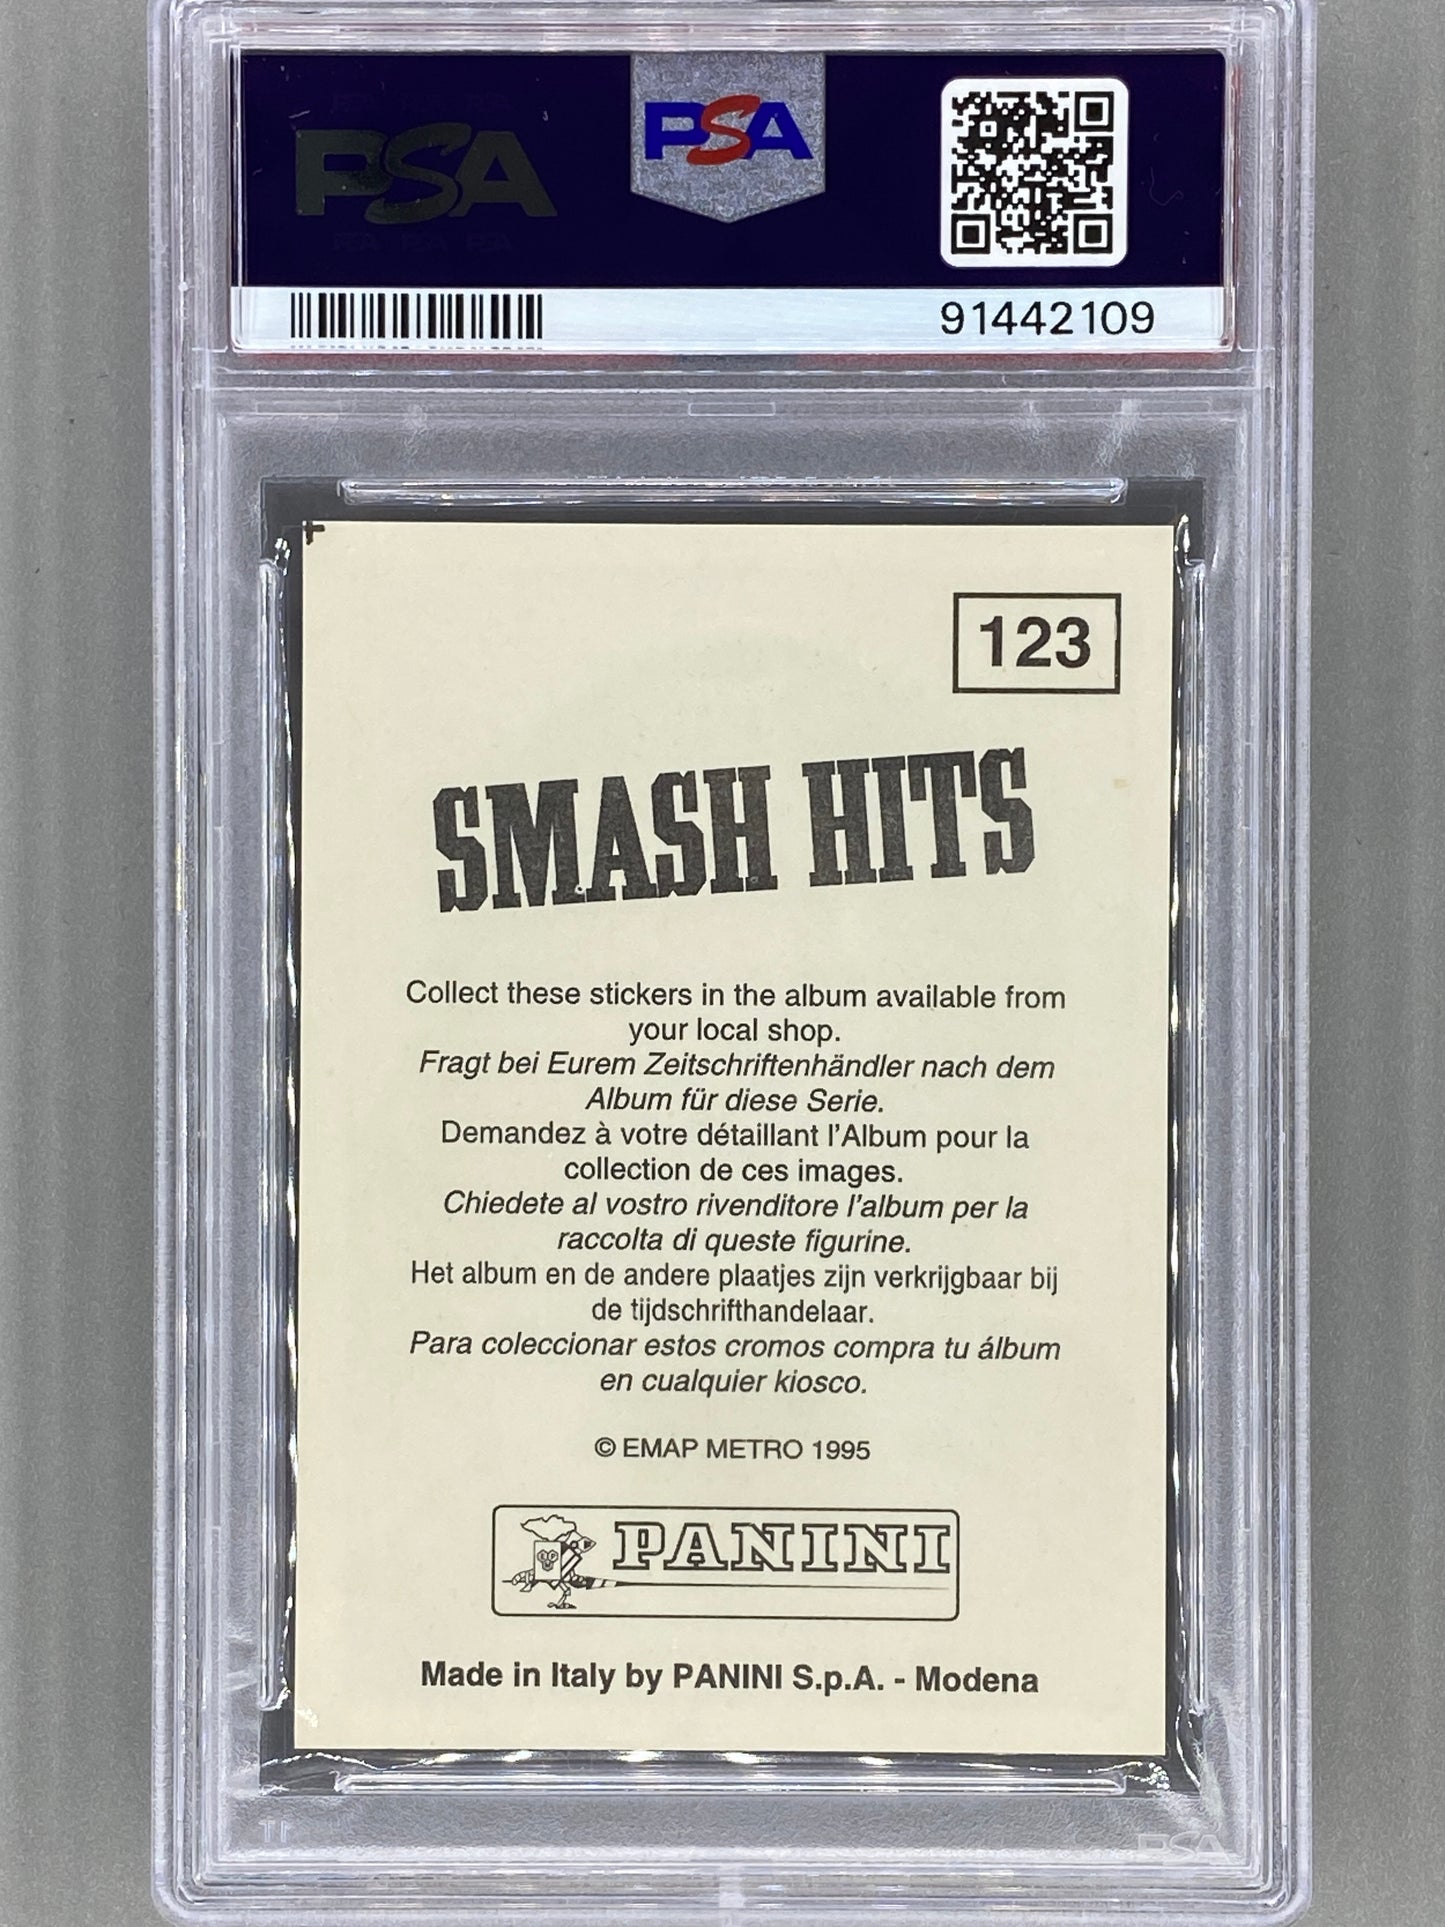 PSA
PSA
91442109
123
SMASH HITS
Collect these stickers in the album available from
your local shop.
Fragt bei Eurem Zeitschriftenhändler nach dem
Album für diese Serie.
Demandez à votre détaillant l'Album pour la
collection de ces images.
Chiedete al vostro rivenditore l'album per la
raccolta di queste figurine.
Het album en de andere plaatjes zijn verkrijgbaar bij
de tijdschrifthandelaar.
Para coleccionar estos cromos compra tu álbum
en cualquier kiosco.
© EMAP METRO 1995
PANINI
Made in Italy by PANINI S.p.A. - Modena
PSA